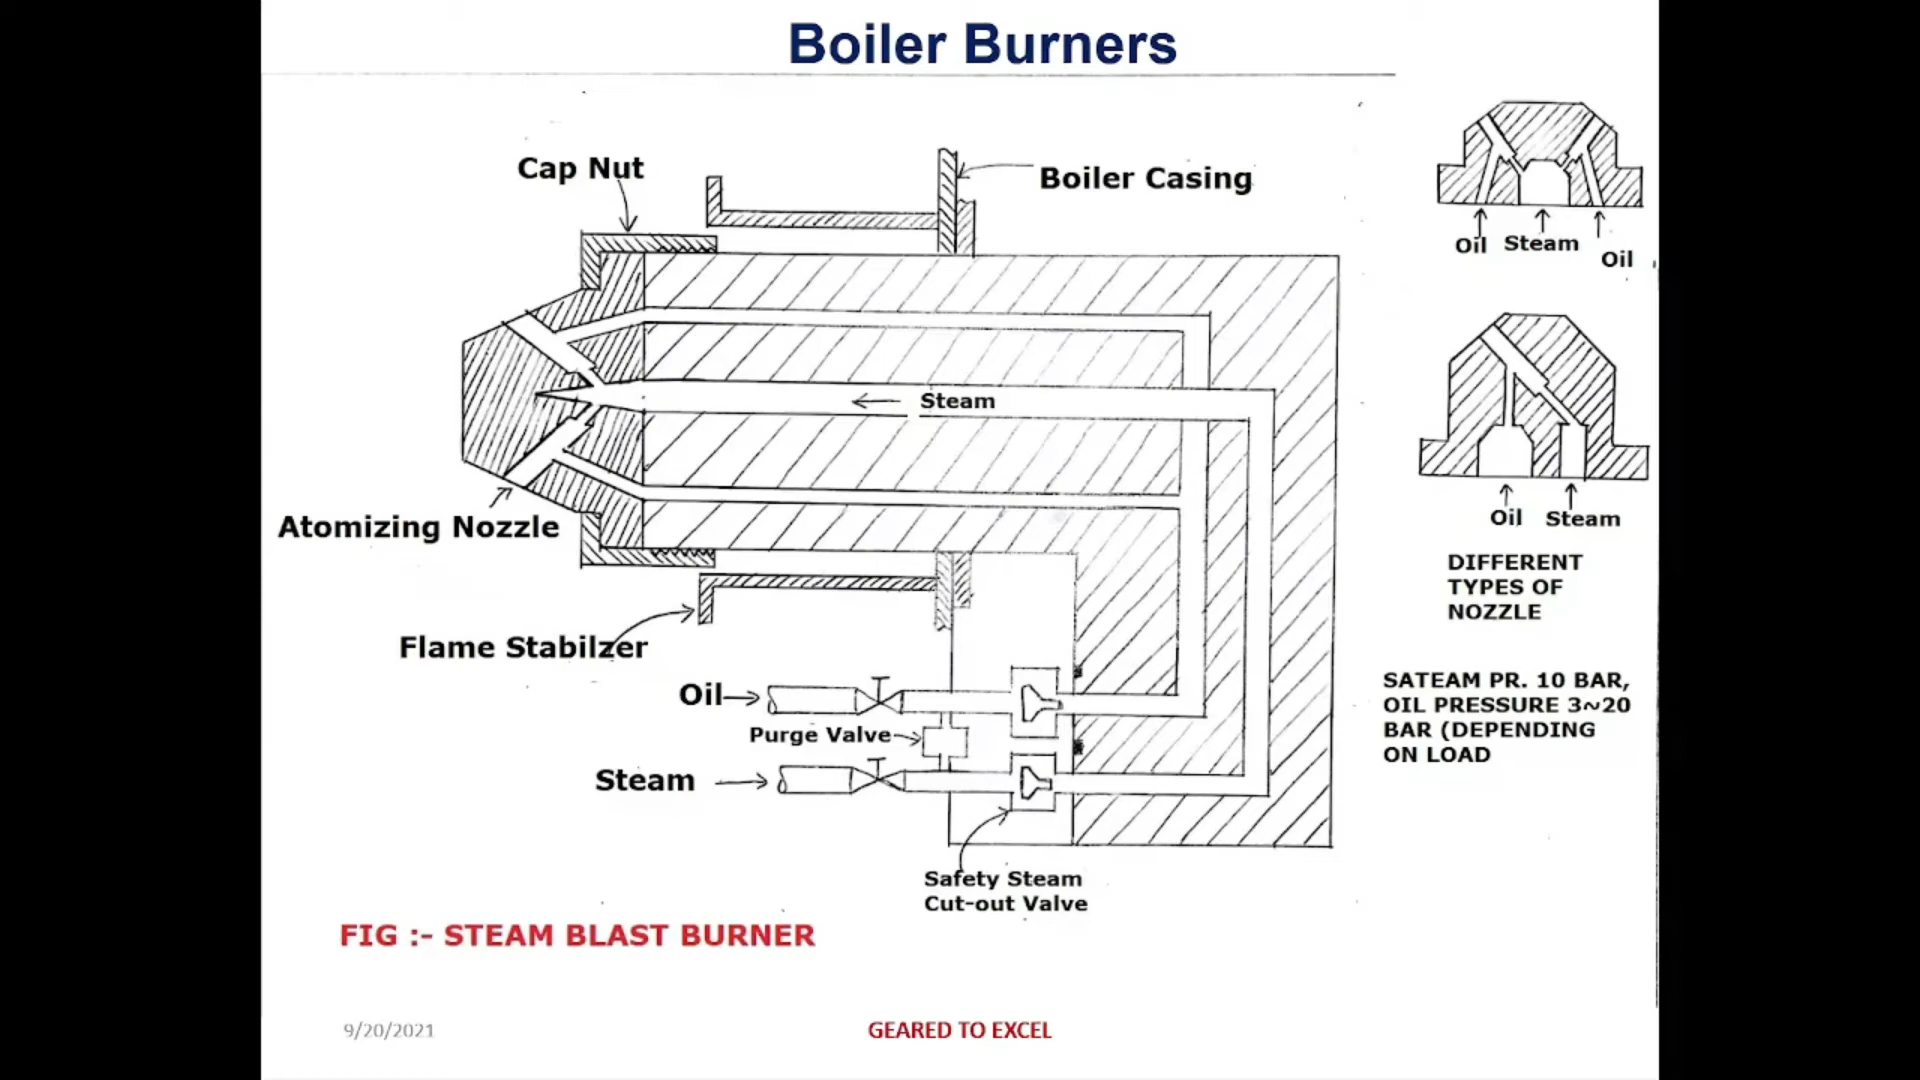 Boiler Burners
Cap Nut
Boiler Casing
Oil
Steam
Oil
Steam
Atomizing Nozzle
Oil
Steam
DIFFERENT
TYPES OF
NOZZLE
Flame Stabilzer
Oil
SATEAM PR. 10 BAR,
OIL PRESSURE 3~20
BAR (DEPENDING
ON LOAD
Purge Valve
Steam
Safety Steam
Cut-out Valve
FIG :- STEAM BLAST BURNER
9/20/2021
GEARED TO EXCEL